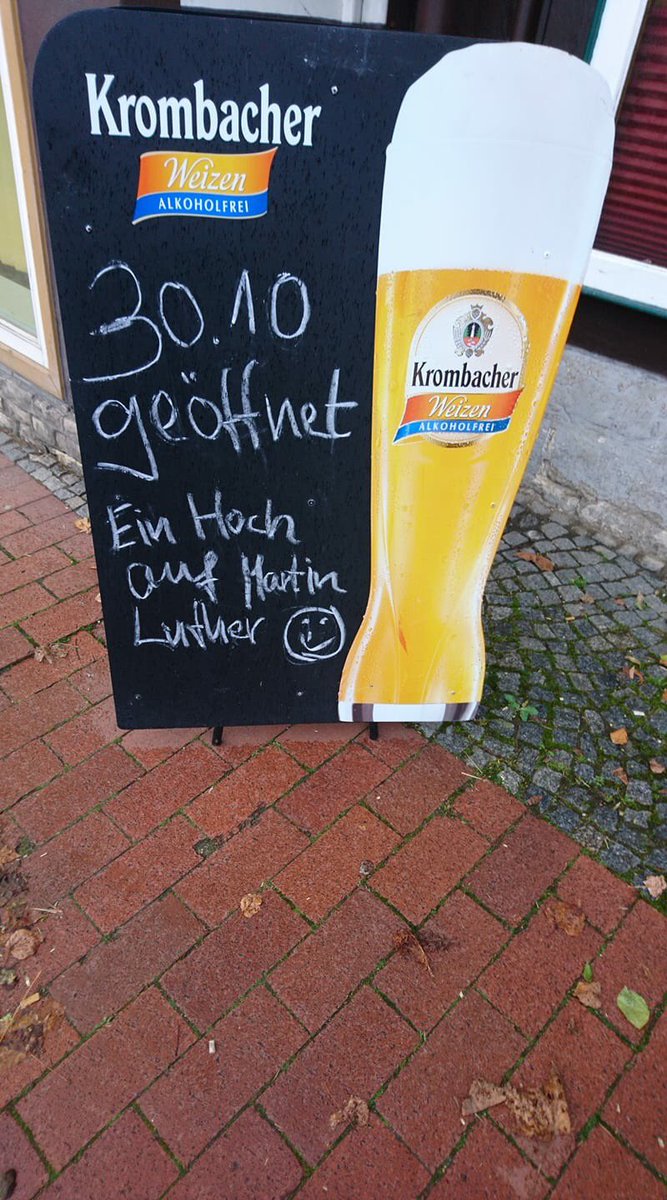 Krombacher
Weizen
ALKOHOLFREI
30.10
geöffnet
Ein Hoch
auf Martin
Luther
Krombacher
Weizen
ALKOHOLFREI